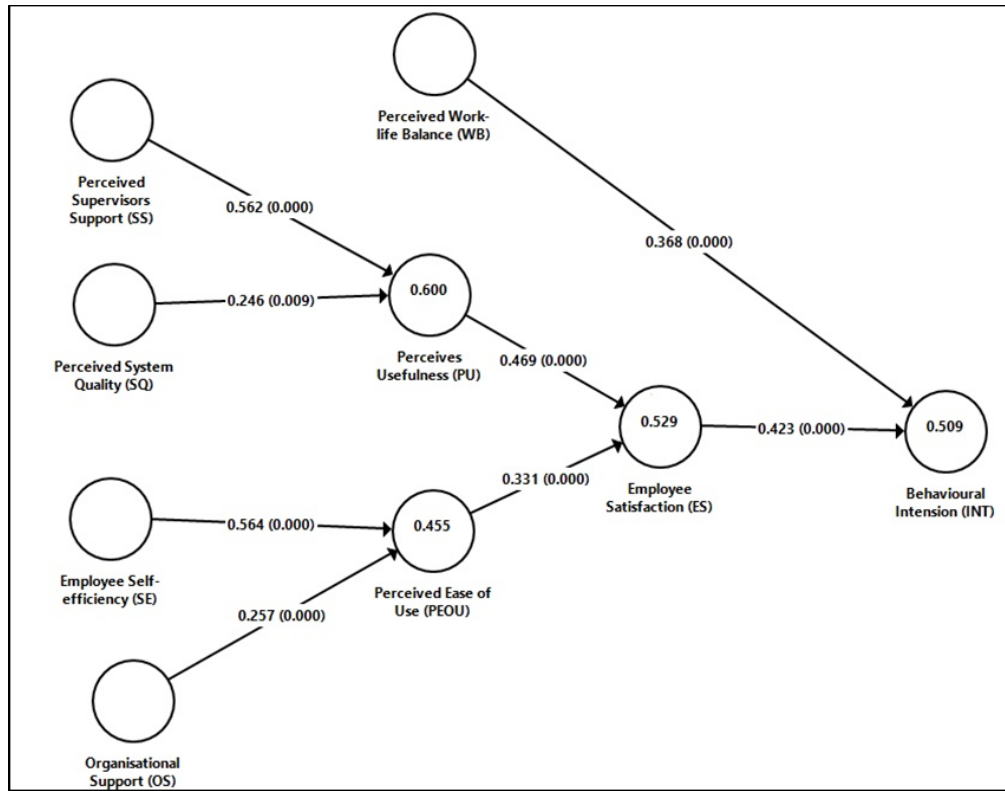 Perceived Work-
life Balance (WB)
Perceived
Supervisors
Support (SS)
0.562 (0.000)
0.368 (0.000)
0.600
0.246 (0.009)
Perceived System
Quality (SQ)
Perceives
Usefulness (PU)
0.469 (0.000)
0.529
0.423 (0.000)
0.509
Employee
Satisfaction (ES)
Behavioural
Intension (INT)
0.331 (0.000)
0.564 (0.000)
0.455
Employee Self-
efficiency (SE)
Perceived Ease of
Use (PEOU)
0.257 (0.000)
Organisational
Support (OS)